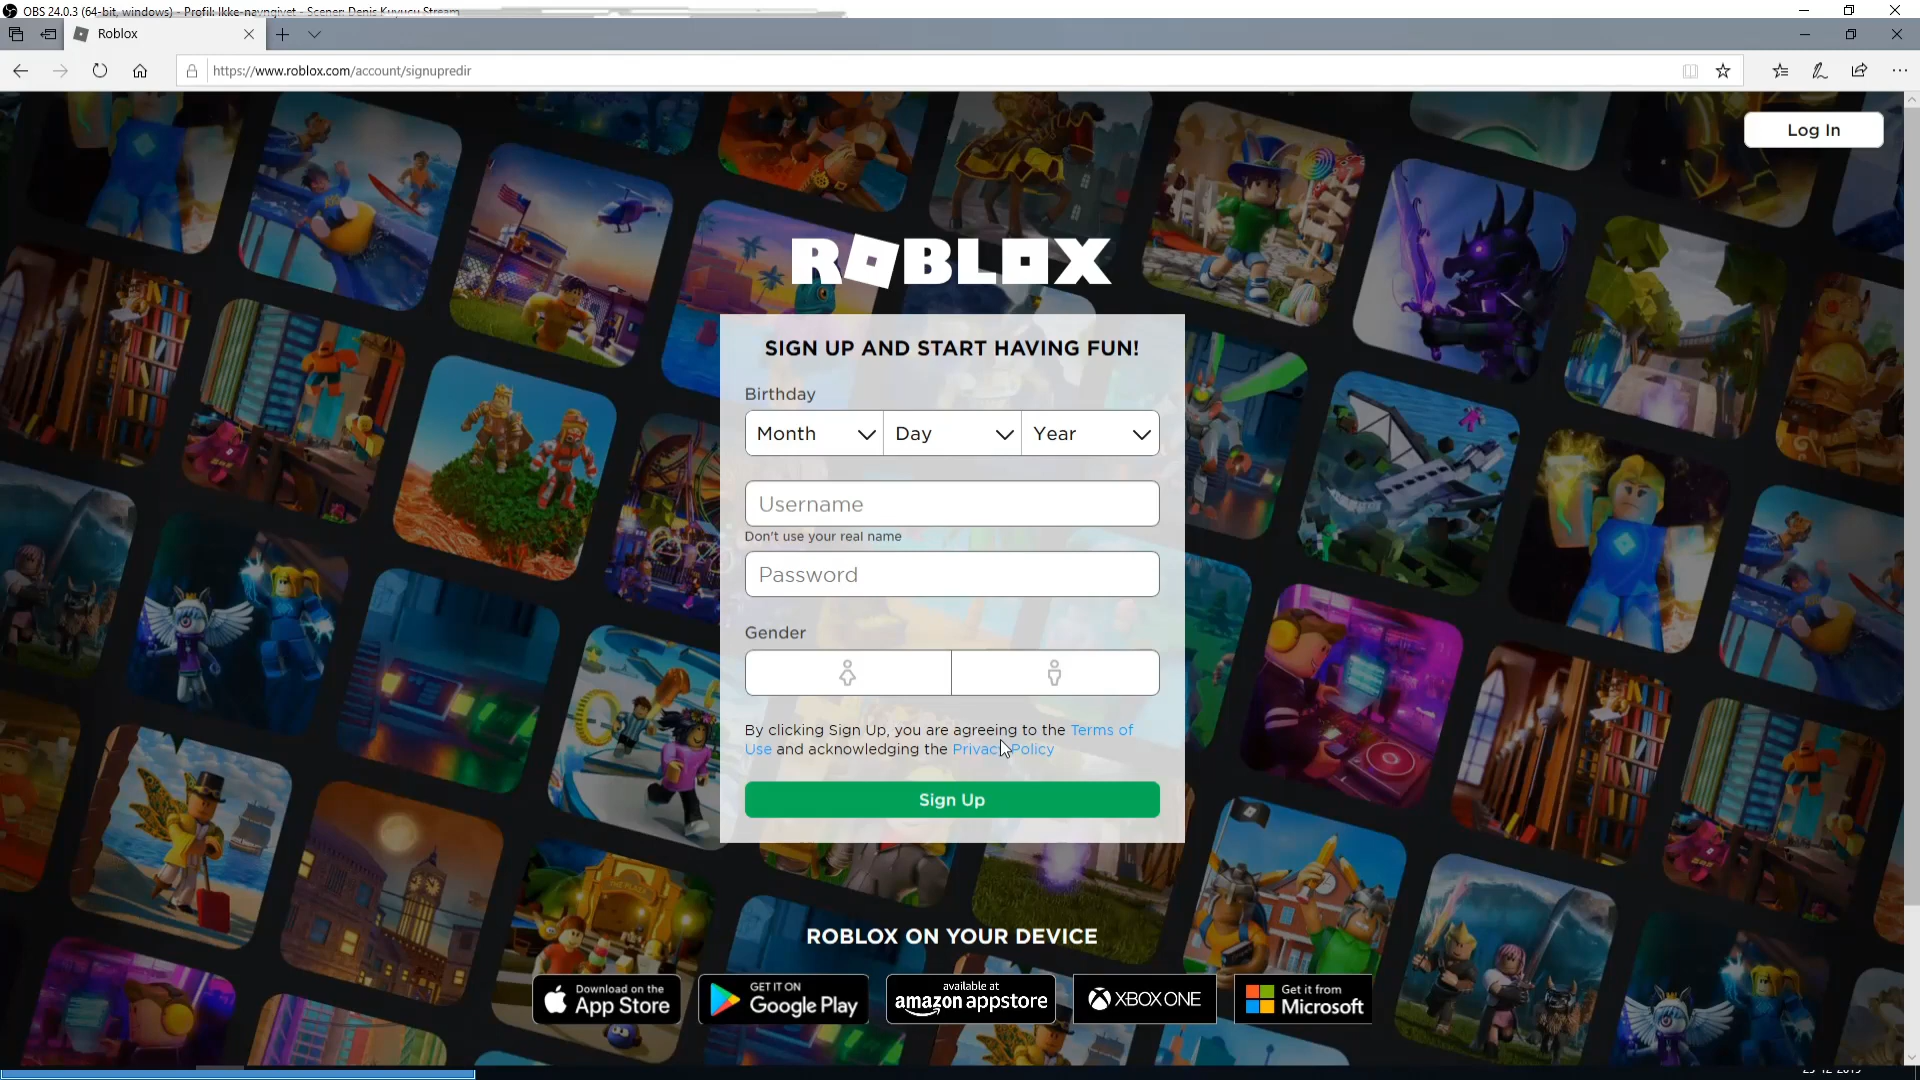 OBS 24.0.3 (64-bit, windows) - Profil: Ikke-navngivet - Scener: Denis Kuyucu Stream
Roblox
https://www.roblox.com/account/signupredir
Log In
ROBLOX
SIGN UP AND START HAVING FUN!
Birthday
Month Day Year
Username
Don't use your real name
Password
Gender
By clicking Sign Up, you are agreeing to the Terms of
Use and acknowledging the Privacy Policy
Sign Up
ROBLOX ON YOUR DEVICE
Download on the
App Store
GET IT ON
Google Play
available at
amazon appstore
XBOX ONE
Get it from
Microsoft